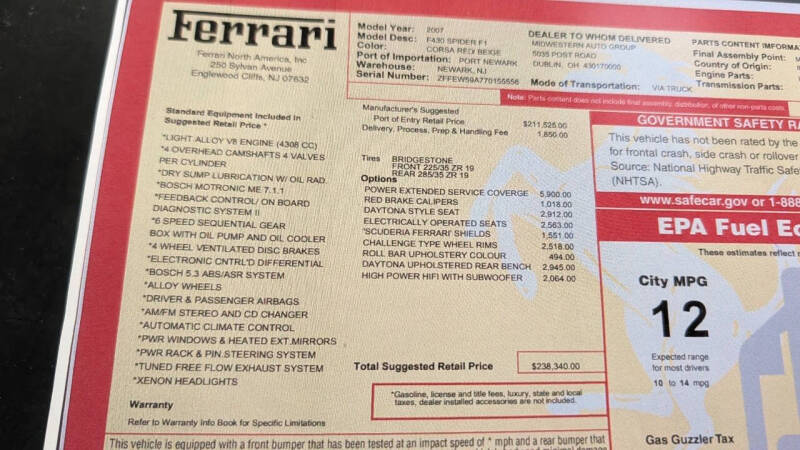 Ferrari
Ferrari North America, Inc
250 Sylvan Avenue
Englewood Cliffs, NJ 07632
Model Year: 2007
Model Desc: F430 SPIDER F1
Color: CORSA RED BEIGE
Port of Importation: PORT NEWARK
Warehouse: NEWARK, NJ
Serial Number: ZFFEW59A770155556
DEALER TO WHOM DELIVERED
MIDWESTERN AUTO GROUP
5035 POST ROAD
DUBLIN, OH 430170000
Mode of Transportation: VIA TRUCK
PARTS CONTENT INFORMA
Final Assembly Point:
Country of Origin:
Engine Parts:
Transmission Parts:
Note: Parts content does not include final assembly, distribution, of other non-parts costs.
Standard Equipment Included In
Suggested Retail Price *
*LIGHT ALLOY V8 ENGINE (4308 CC)
*4 OVERHEAD CAMSHAFTS 4 VALVES
PER CYLINDER
*DRY SUMP LUBRICATION W/ OIL RAD.
*BOSCH MOTRONIC ME 7.1.1
*FEEDBACK CONTROL/ ON BOARD
DIAGNOSTIC SYSTEM II
*6 SPEED SEQUENTIAL GEAR
BOX WITH OIL PUMP AND OIL COOLER
*4 WHEEL VENTILATED DISC BRAKES
*ELECTRONIC CNTRL'D DIFFERENTIAL
*BOSCH 5.3 ABS/ASR SYSTEM
*ALLOY WHEELS
*DRIVER & PASSENGER AIRBAGS
*AM/FM STEREO AND CD CHANGER
*AUTOMATIC CLIMATE CONTROL
*PWR WINDOWS & HEATED EXT.MIRRORS
*PWR RACK & PIN.STEERING SYSTEM
*TUNED FREE FLOW EXHAUST SYSTEM
*XENON HEADLIGHTS
Warranty
Refer to Warranty Info Book for Specific Limitations
Manufacturer's Suggested
Port of Entry Retail Price $211,525.00
Delivery, Process, Prep & Handling Fee 1,850.00
Tires BRIDGESTONE
FRONT 225/35 ZR 19
REAR 285/35 ZR 19
Options
POWER EXTENDED SERVICE COVERGE 5,900.00
RED BRAKE CALIPERS 1,018.00
DAYTONA STYLE SEAT 2,912.00
ELECTRICALLY OPERATED SEATS 2,563.00
'SCUDERIA FERRARI' SHIELDS 1,551.00
CHALLENGE TYPE WHEEL RIMS 2,518.00
ROLL BAR UPHOLSTERY COLOUR 494.00
DAYTONA UPHOLSTERED REAR BENCH 2,945.00
HIGH POWER HIFI WITH SUBWOOFER 2,064.00
Total Suggested Retail Price $238,340.00
*Gasoline, license and title fees, luxury, state and local
taxes, dealer installed accessories are not included.
GOVERNMENT SAFETY RA
This vehicle has not been rated by the
for frontal crash, side crash or rollover
Source: National Highway Traffic Safe
(NHTSA).
www.safecar.gov or 1-888
EPA Fuel Ec
These estimates reflect
City MPG
12
Expected range
for most drivers
10 to 14 mpg
Gas Guzzler Tax
This vehicle is equipped with a front bumper that has been tested at an impact speed of * mph and a rear bumper that